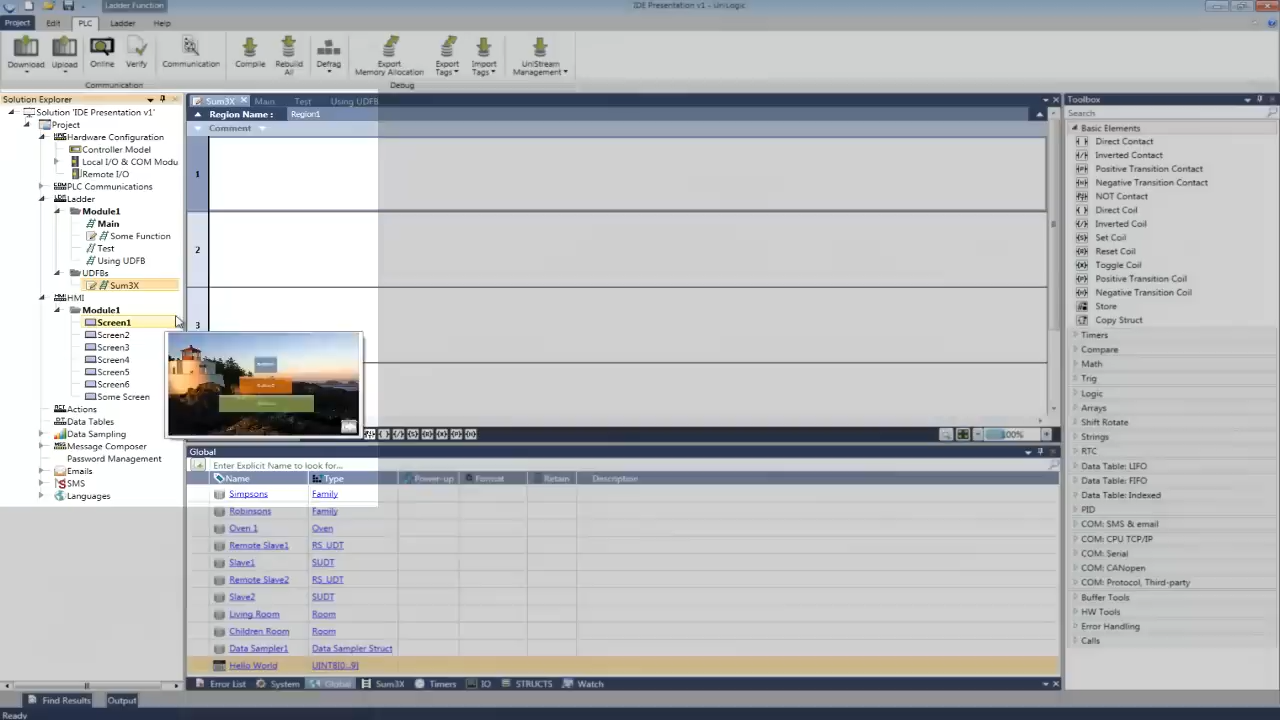 Ladder Function
IDE Presentation v1 - UniLogic
Project
Edit
PLC
Ladder
Help
Download
Upload
Online
Verify
Communication
Compile
Rebuild All
Defrag
Export Memory Allocation
Export Tags
Import Tags
UniStream Management
Communication
Debug
Solution Explorer
Solution 'IDE Presentation v1'
Project
Hardware Configuration
Controller Model
Local I/O & COM Modu
Remote I/O
PLC Communications
Ladder
Module1
Main
Some Function
Test
Using UDFB
UDFBs
Sum3X
HMI
Module1
Screen1
Screen2
Screen3
Screen4
Screen5
Screen6
Some Screen
Actions
Data Tables
Data Sampling
Message Composer
Password Management
Emails
SMS
Languages
Sum3X
Main
Test
Using UDFB
Region Name :
Region1
Comment
1
2
3
100%
Global
Enter Explicit Name to look for...
Name
Type
Power-up
Format
Retain
Description
Simpsons Family
Robinsons Family
Oven 1 Oven
Remote Slave1 RS_UDT
Slave1 SUDT
Remote Slave2 RS_UDT
Slave2 SUDT
Living Room Room
Children Room Room
Data Sampler1 Data Sampler Struct
Hello World UINT8[0..9]
Error List
System
Global
Sum3X
Timers
IO
STRUCTS
Watch
Toolbox
Search
Basic Elements
Direct Contact
Inverted Contact
Positive Transition Contact
Negative Transition Contact
NOT Contact
Direct Coil
Inverted Coil
Set Coil
Reset Coil
Toggle Coil
Positive Transition Coil
Negative Transition Coil
Store
Copy Struct
Timers
Compare
Math
Trig
Logic
Arrays
Shift Rotate
Strings
RTC
Data Table: LIFO
Data Table: FIFO
Data Table: Indexed
PID
COM: SMS & email
COM: CPU TCP/IP
COM: Serial
COM: CANopen
COM: Protocol, Third-party
Buffer Tools
HW Tools
Error Handling
Calls
Find Results
Output
Ready